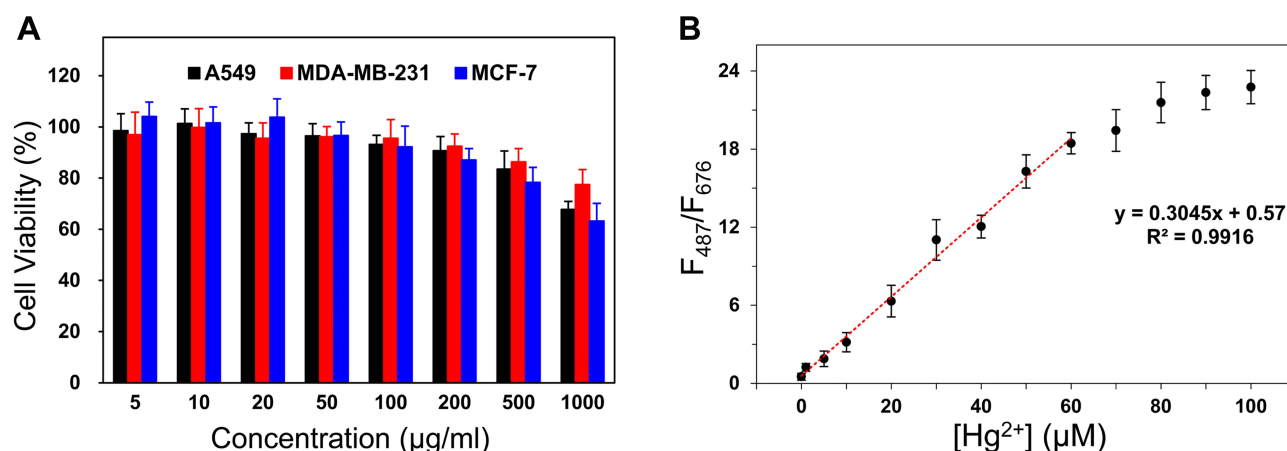 A
Cell Viability (%)
120
100
80
60
40
20
0
A549 MDA-MB-231 MCF-7
5 10 20 50 100 200 500 1000
Concentration (µg/ml)
B
F487/F676
24
18
12
6
0
y = 0.3045x + 0.57
R² = 0.9916
0 20 40 60 80 100
[Hg²⁺] (µM)